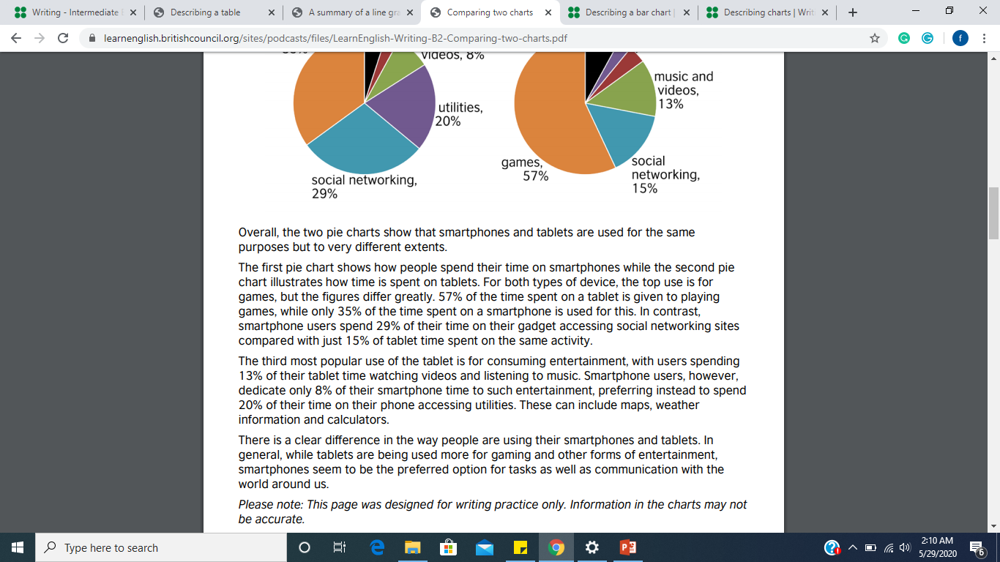 Writing - Intermediate E
Describing a table
A summary of a line gra
Comparing two charts
Describing a bar chart |
Describing charts | Writ
learnenglish.britishcouncil.org/sites/podcasts/files/LearnEnglish-Writing-B2-Comparing-two-charts.pdf
f
videos, 8%
utilities,
20%
social networking,
29%
music and
videos,
13%
games,
57%
social
networking,
15%
Overall, the two pie charts show that smartphones and tablets are used for the same
purposes but to very different extents.
The first pie chart shows how people spend their time on smartphones while the second pie
chart illustrates how time is spent on tablets. For both types of device, the top use is for
games, but the figures differ greatly. 57% of the time spent on a tablet is given to playing
games, while only 35% of the time spent on a smartphone is used for this. In contrast,
smartphone users spend 29% of their time on their gadget accessing social networking sites
compared with just 15% of tablet time spent on the same activity.
The third most popular use of the tablet is for consuming entertainment, with users spending
13% of their tablet time watching videos and listening to music. Smartphone users, however,
dedicate only 8% of their smartphone time to such entertainment, preferring instead to spend
20% of their time on their phone accessing utilities. These can include maps, weather
information and calculators.
There is a clear difference in the way people are using their smartphones and tablets. In
general, while tablets are being used more for gaming and other forms of entertainment,
smartphones seem to be the preferred option for tasks as well as communication with the
world around us.
Please note: This page was designed for writing practice only. Information in the charts may not
be accurate.
Type here to search
2:10 AM
5/29/2020
6